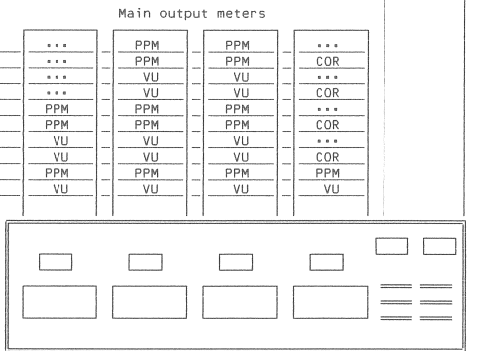 Main output meters
... PPM PPM ...
... PPM PPM COR
... VU VU ...
... VU VU COR
PPM PPM PPM ...
PPM PPM PPM COR
VU VU VU ...
VU VU VU COR
PPM PPM PPM PPM
VU VU VU VU